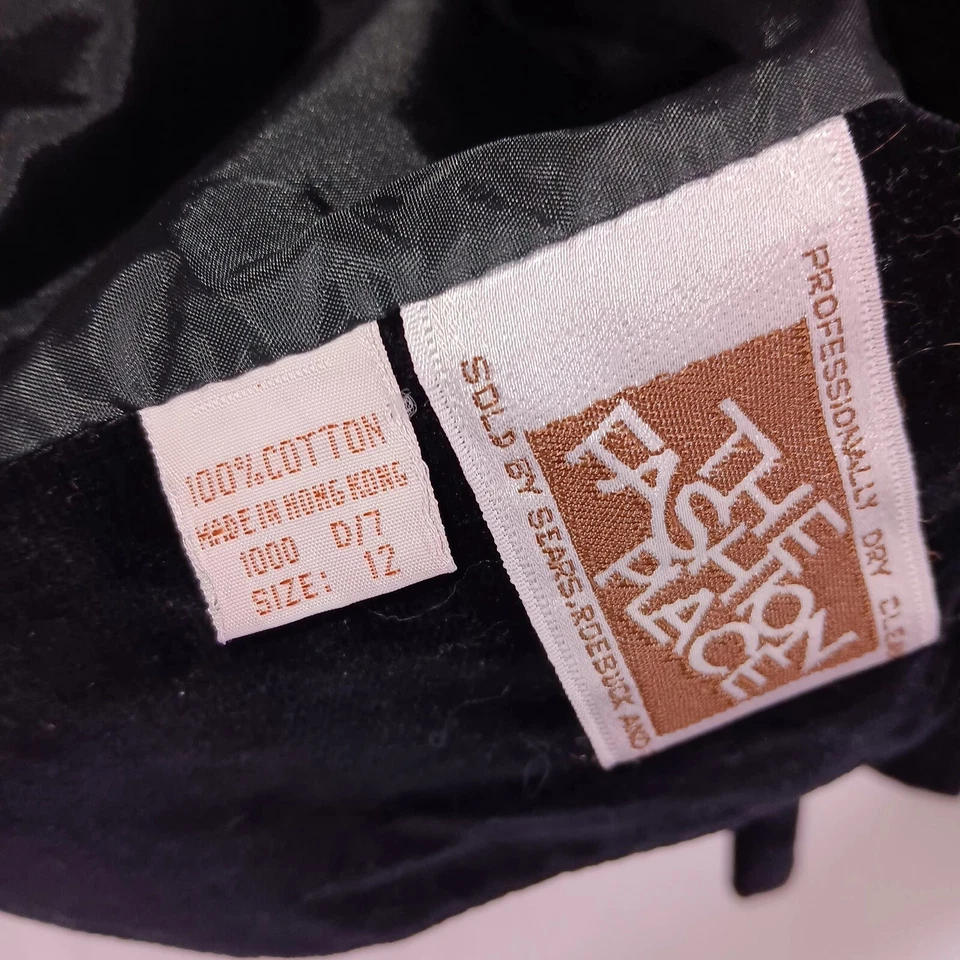 100% COTTON
MADE IN HONG KONG
1000 D/7
SIZE: 12
SOLD BY SEARS, ROEBUCK AND
THE
FASHION
PLACE
PROFESSIONALLY DRY